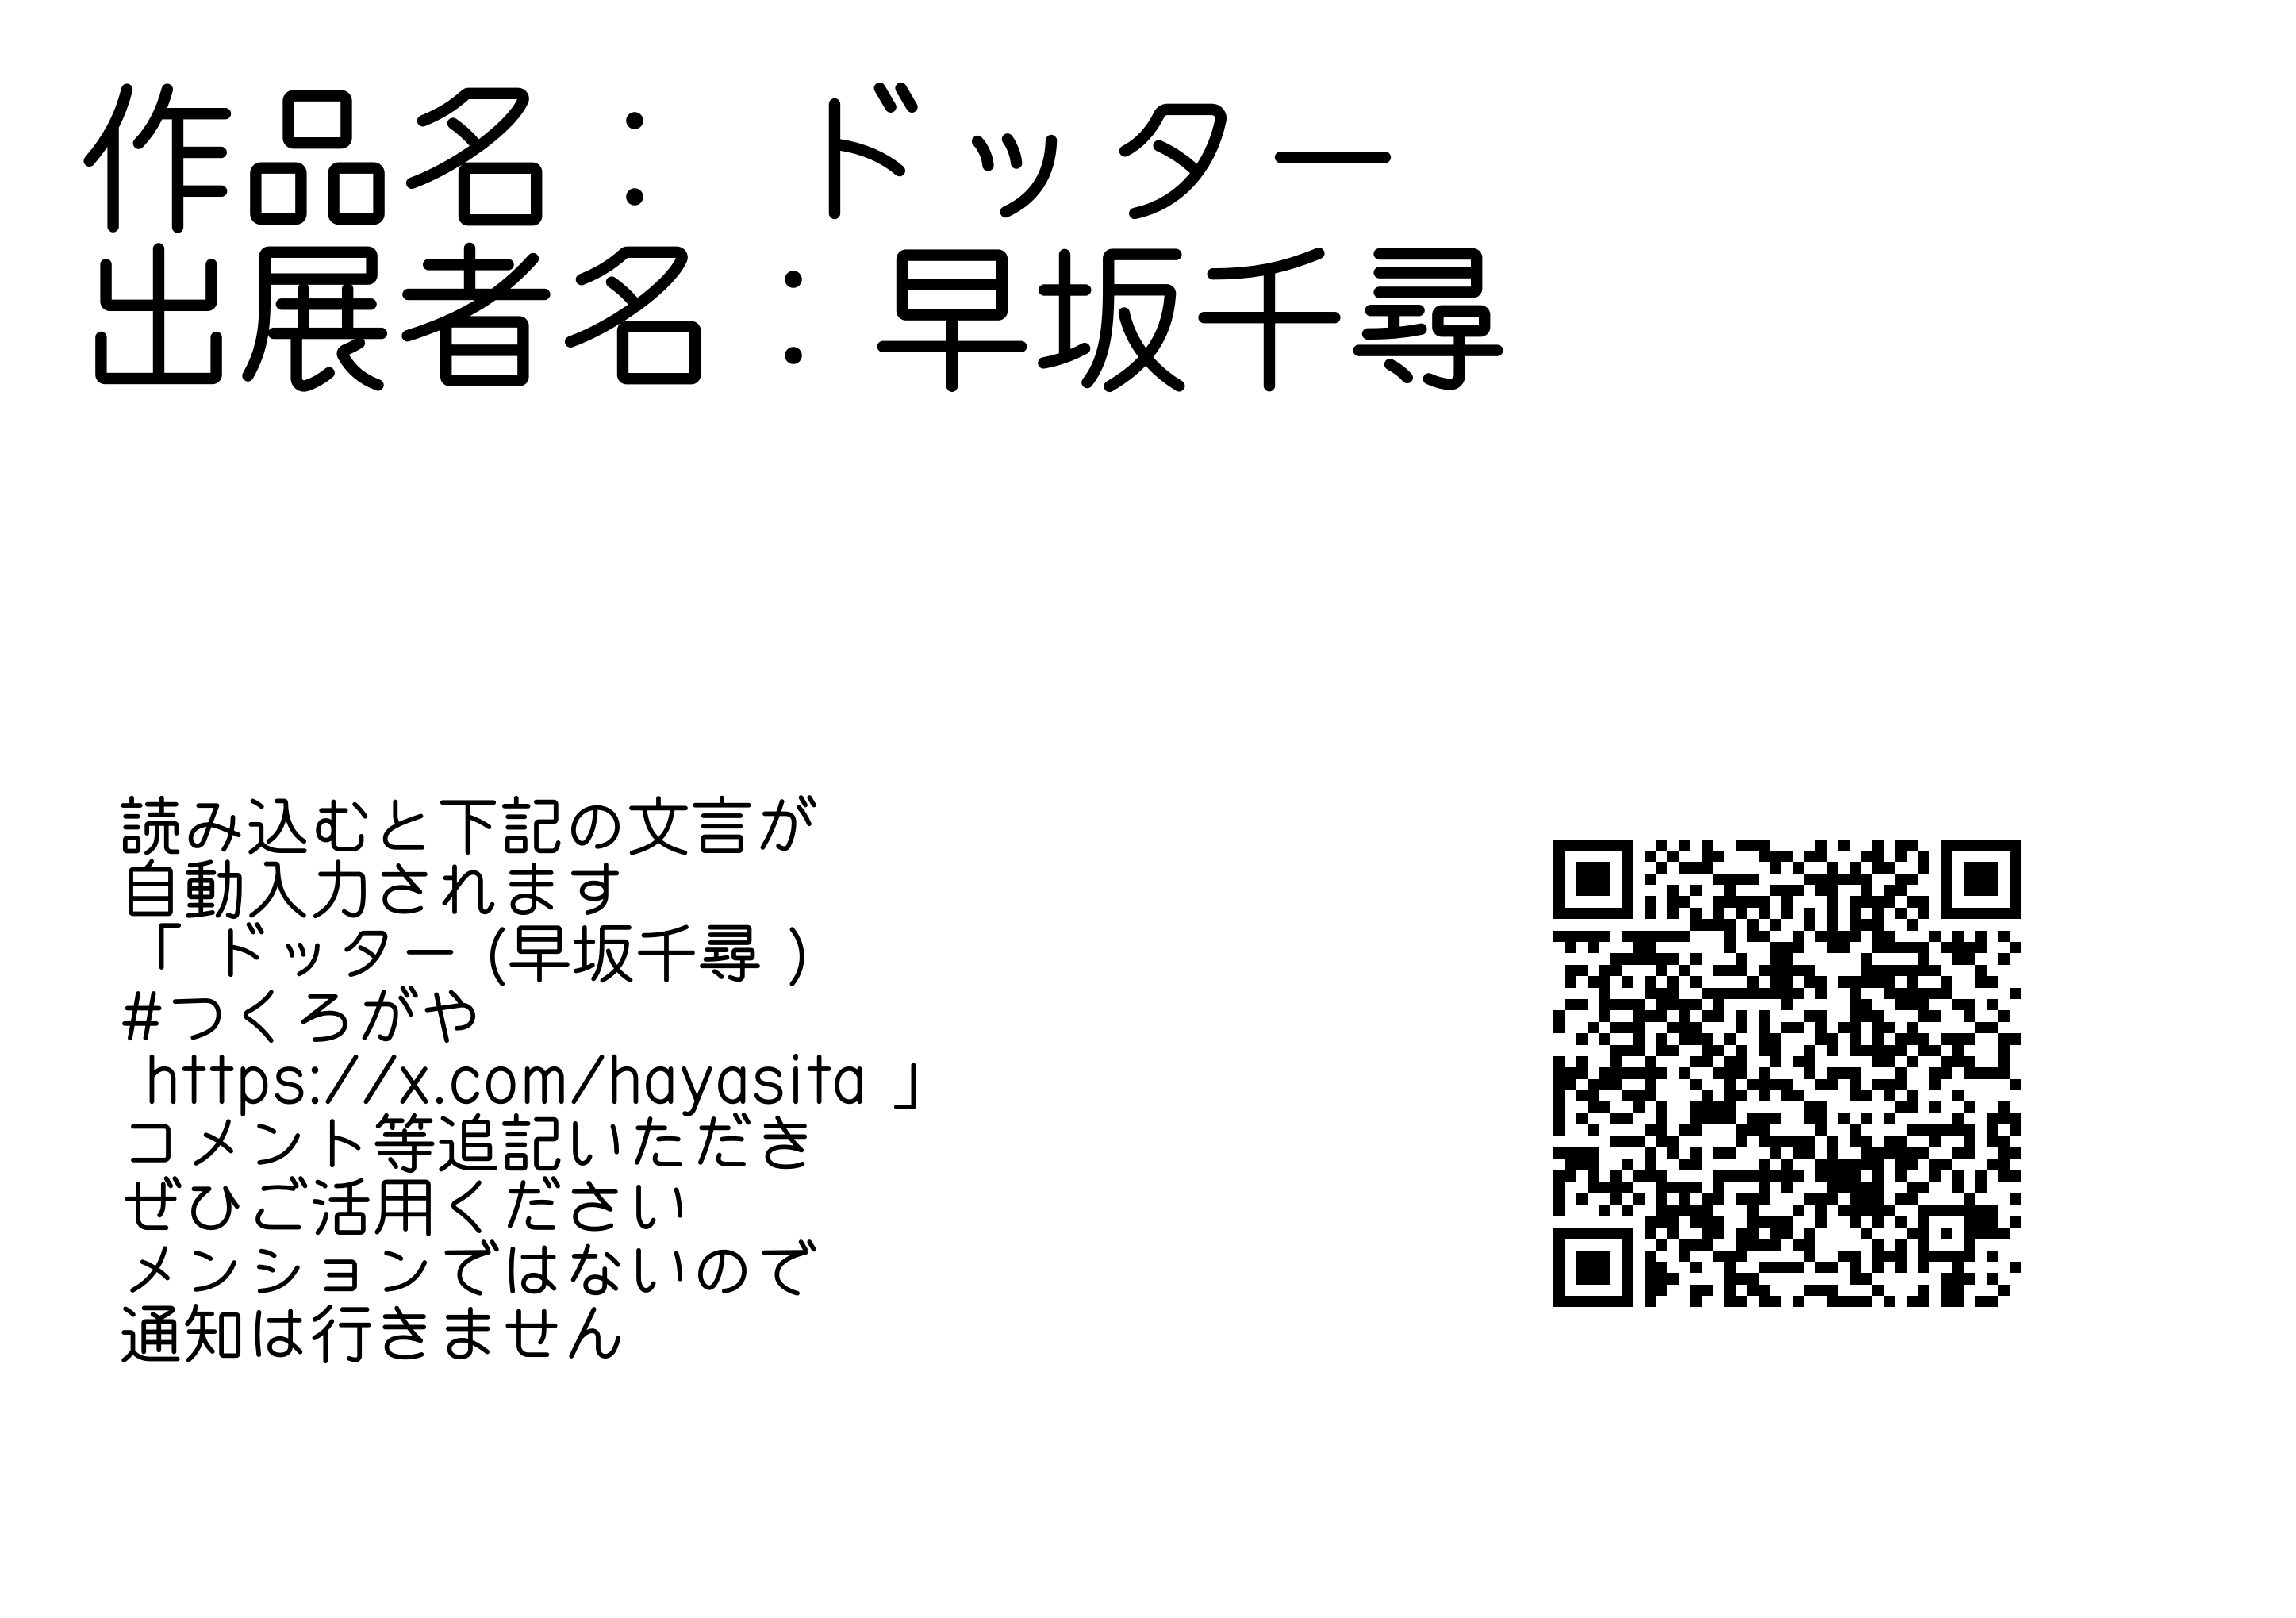 作品名： ドッター
出展者名：早坂千尋
読み込むと下記の文言が
自動入力されます
「 ドッター(早坂千尋 )
#つくろがや
https://x.com/hayasita 」
コメント等追記いただき
ぜひご活用ください
メンションではないので
通知は行きません